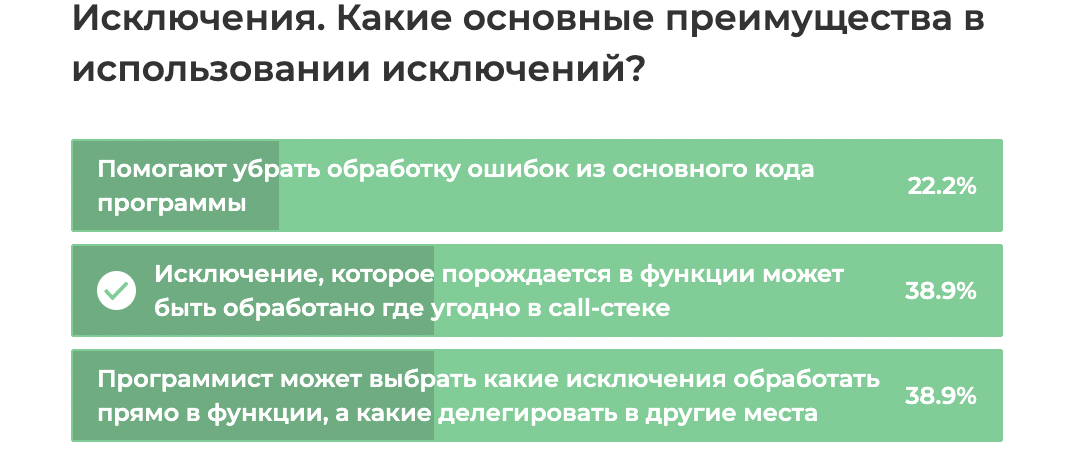 Исключения. Какие основные преимущества в
использовании исключений?
Помогают убрать обработку ошибок из основного кода
программы
22.2%
Исключение, которое порождается в функции может
быть обработано где угодно в call-стеке
38.9%
Программист может выбрать какие исключения обработать
прямо в функции, а какие делегировать в другие места
38.9%